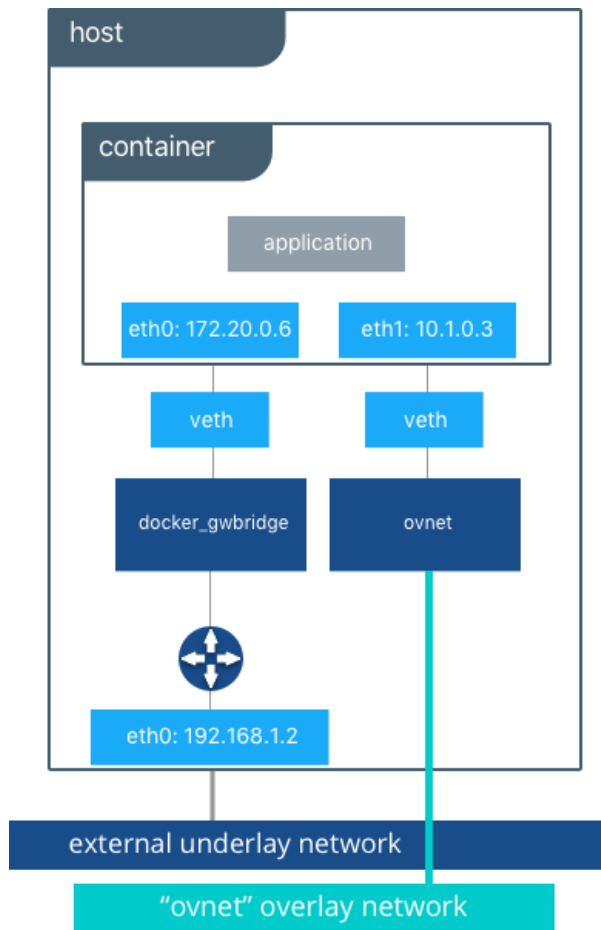 host
container
application
eth0: 172.20.0.6
eth1: 10.1.0.3
veth
veth
docker_gwbridge
ovnet
eth0: 192.168.1.2
external underlay network
“ovnet” overlay network